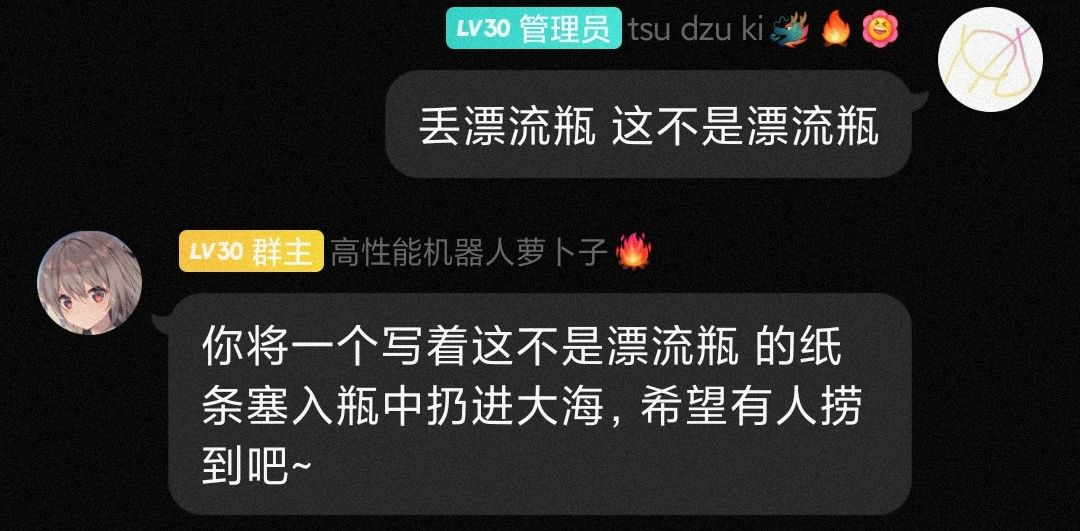 LV30 管理员 tsu dzu ki🐲🔥🌸
丢漂流瓶 这不是漂流瓶
LV30 群主 高性能机器人萝卜子🔥
你将一个写着这不是漂流瓶 的纸
条塞入瓶中扔进大海，希望有人捞
到吧~